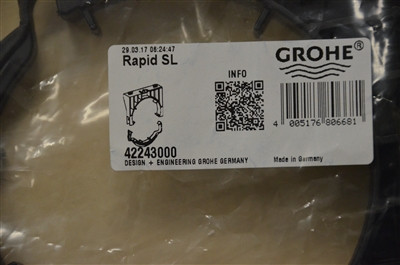 29.03.17 06:24:47
Rapid SL
GROHE®
INFO
42243000
DESIGN + ENGINEERING GROHE GERMANY
4 005176 806681
Made in Germany